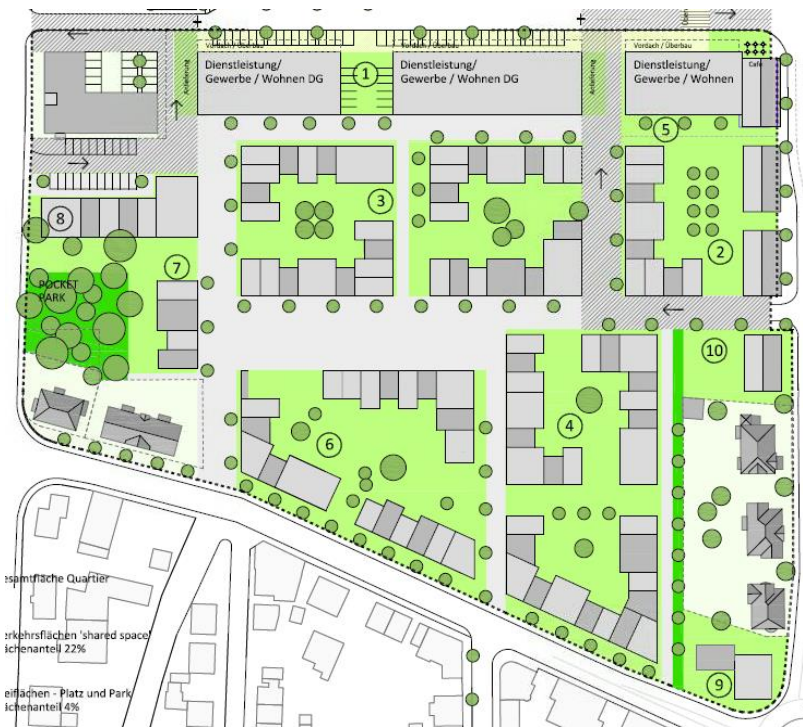 Oben
Vordach / Überbau
Vordach / Überbau
Vordach / Überbau
Dienstleistung/
Gewerbe / Wohnen DG
Dienstleistung/
Gewerbe / Wohnen DG
Dienstleistung/
Gewerbe / Wohnen
Café
Anlieferung
Anlieferung
1
5
3
8
2
7
POCKET
PARK
10
4
6
esamtfläche Quartier
erkehrsflächen 'shared space'
ächenanteil 22%
eiflächen - Platz und Park
ächenanteil 4%
9